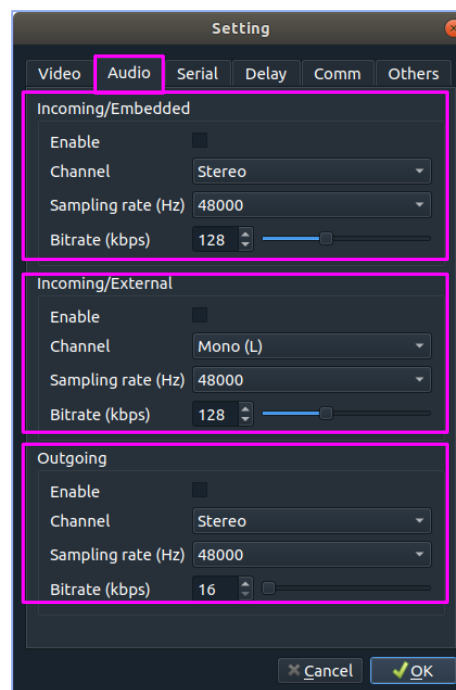 Setting
Video Audio Serial Delay Comm Others
Incoming/Embedded
Enable
Channel Stereo
Sampling rate (Hz) 48000
Bitrate (kbps) 128
Incoming/External
Enable
Channel Mono (L)
Sampling rate (Hz) 48000
Bitrate (kbps) 128
Outgoing
Enable
Channel Stereo
Sampling rate (Hz) 48000
Bitrate (kbps) 16
Cancel OK